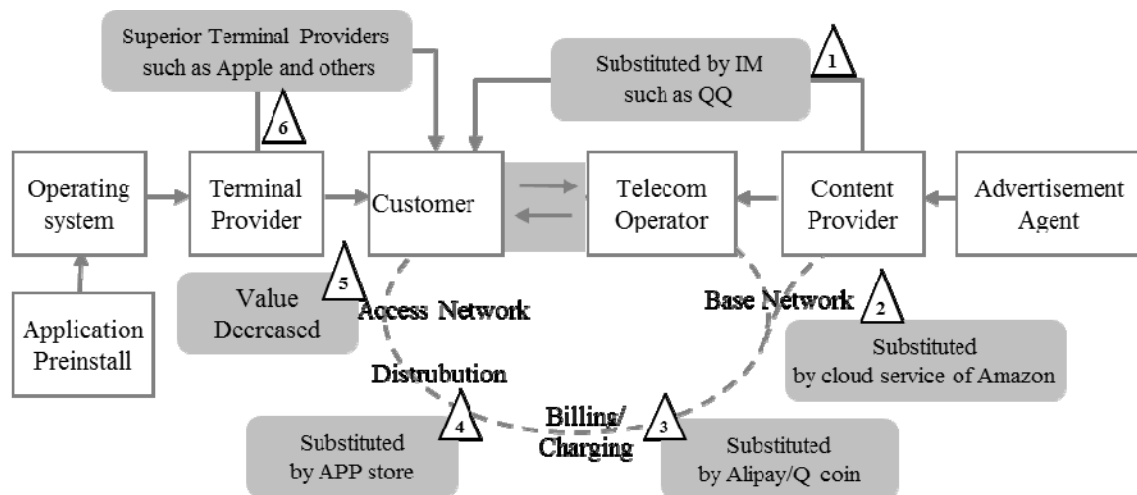 Superior Terminal Providers
such as Apple and others
Substituted by IM
such as QQ
1
6
Operating
system
Terminal
Provider
Customer
Telecom
Operator
Content
Provider
Advertisement
Agent
5
Value
Decreased
Access Network
Base Network
2
Application
Preinstall
Substituted
by cloud service of Amazon
Distrubution
4
Billing/
Charging
3
Substituted
by APP store
Substituted
by Alipay/Q coin